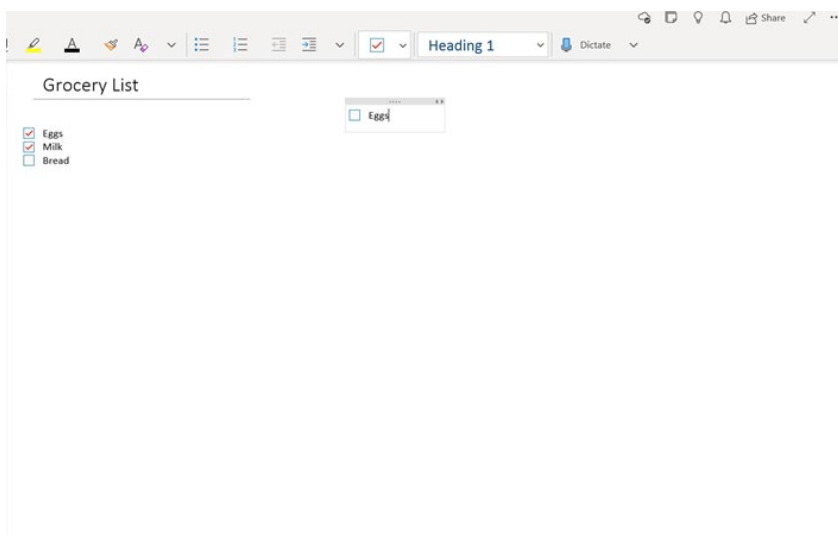 Share
Heading 1
Dictate
Grocery List
Eggs
Eggs
Milk
Bread